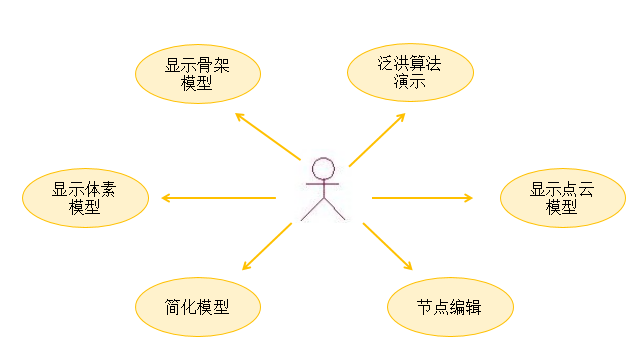 显示骨架
模型
泛洪算法
演示
显示体素
模型
显示点云
模型
简化模型
节点编辑